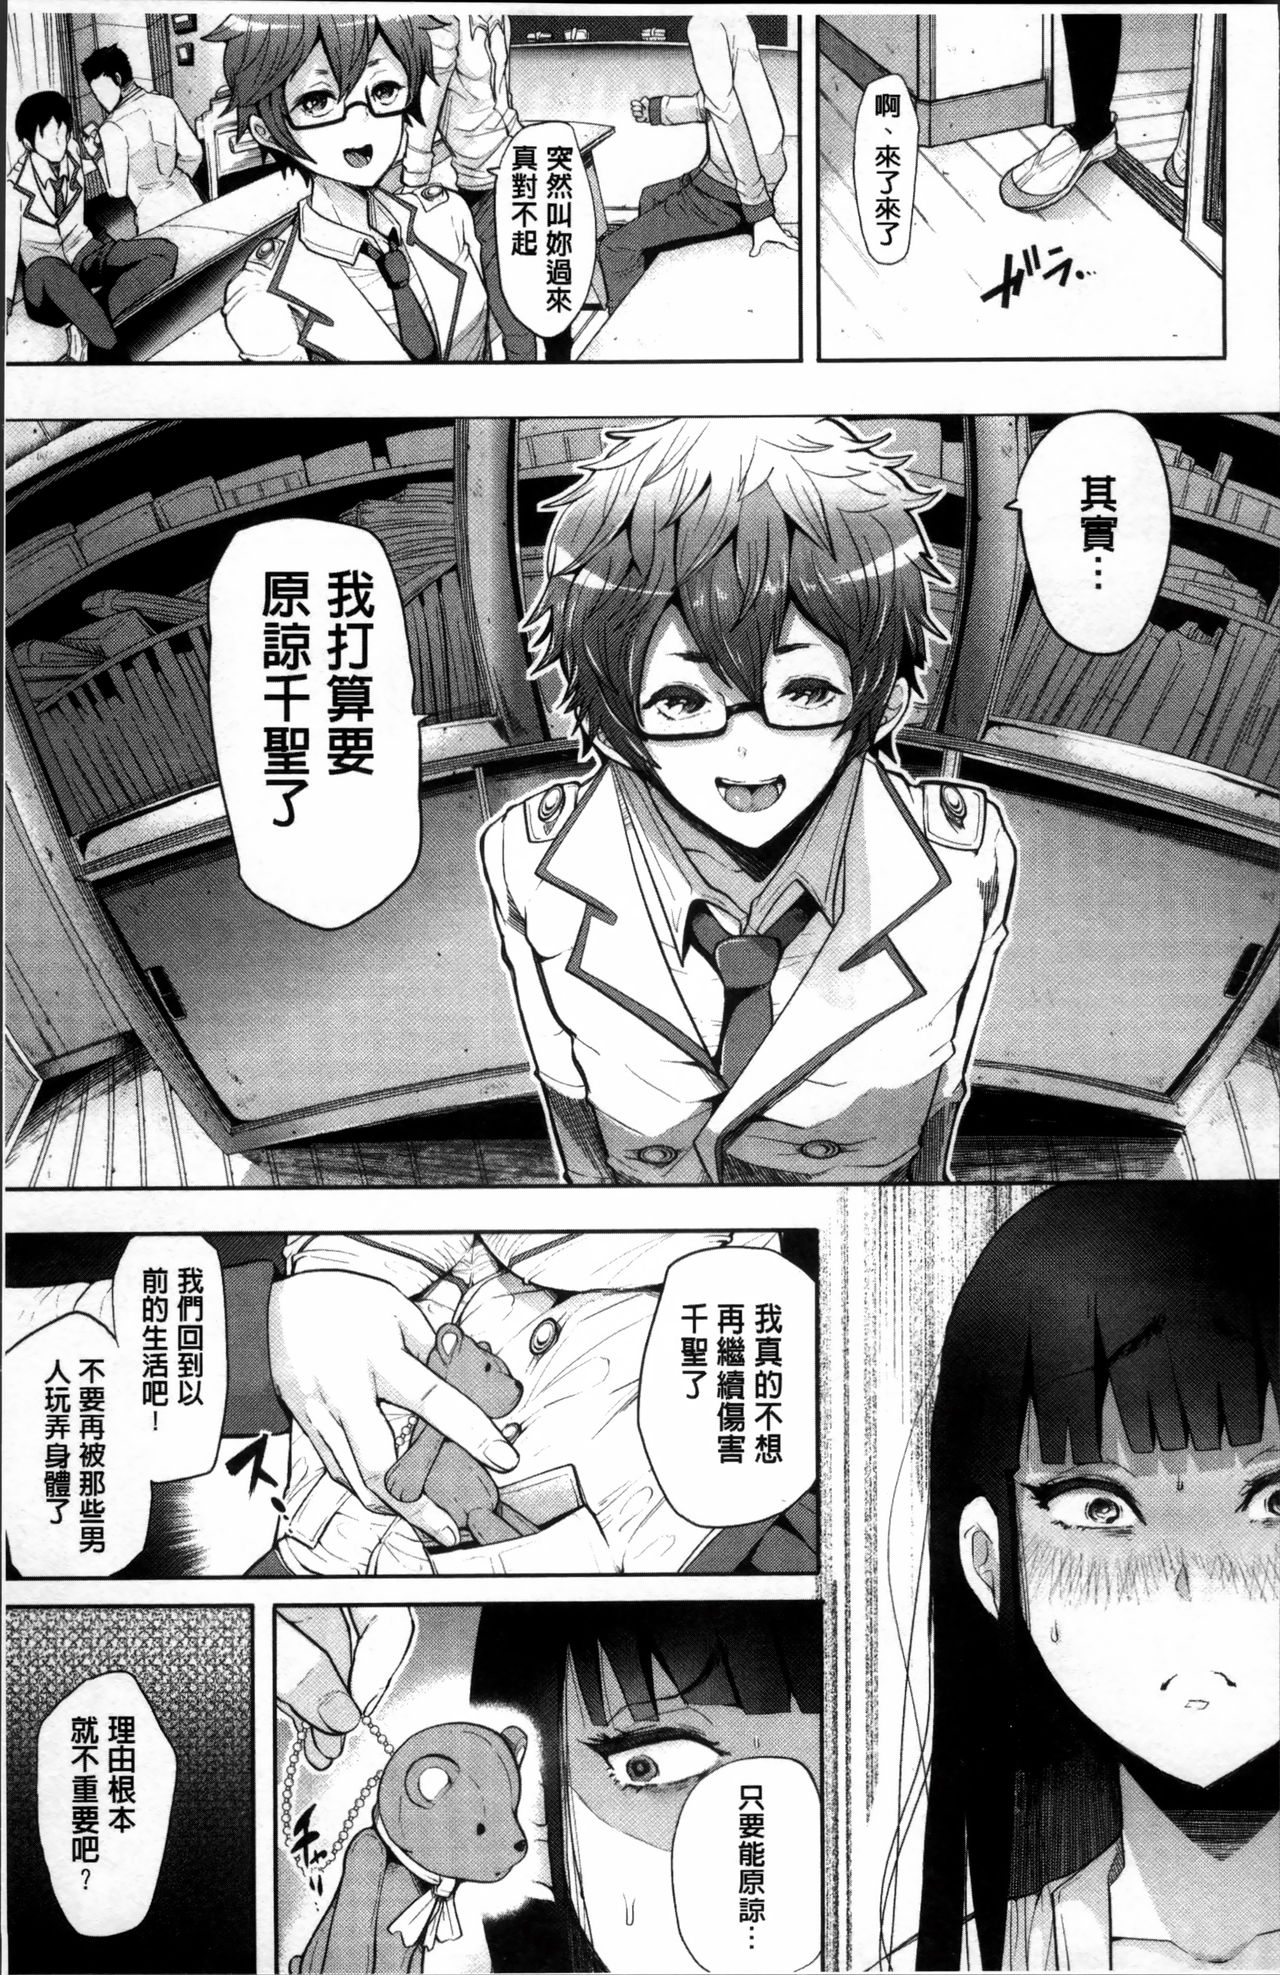 啊、來了來了
ガラ…
突然叫妳過來
真對不起
其實…
我打算要
原諒千聖了
我真的不想
再繼續傷害
千聖了
ス…
我們回到以
前的生活吧！
不要再被那些男
人玩弄身體了
只要能原諒…
チャッ
理由根本
就不重要吧？